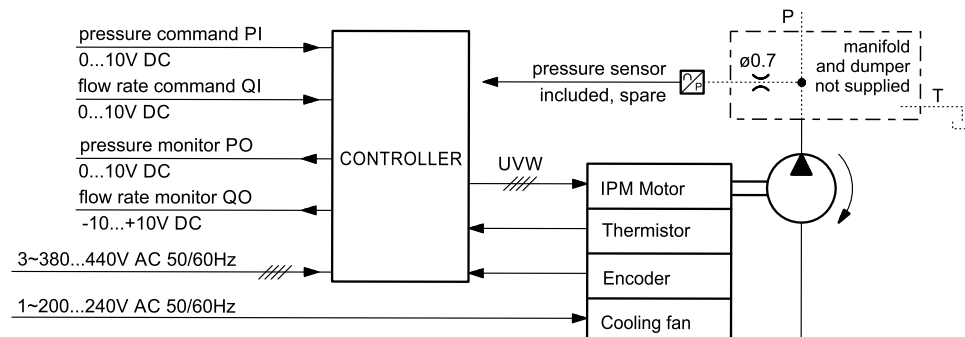 pressure command PI
0...10V DC
flow rate command QI
0...10V DC
pressure monitor PO
0...10V DC
flow rate monitor QO
-10...+10V DC
3~380...440V AC 50/60Hz
1~200...240V AC 50/60Hz
CONTROLLER
pressure sensor
included, spare
P
P
ø0.7
manifold
and dumper
not supplied
T
UVW
IPM Motor
Thermistor
Encoder
Cooling fan